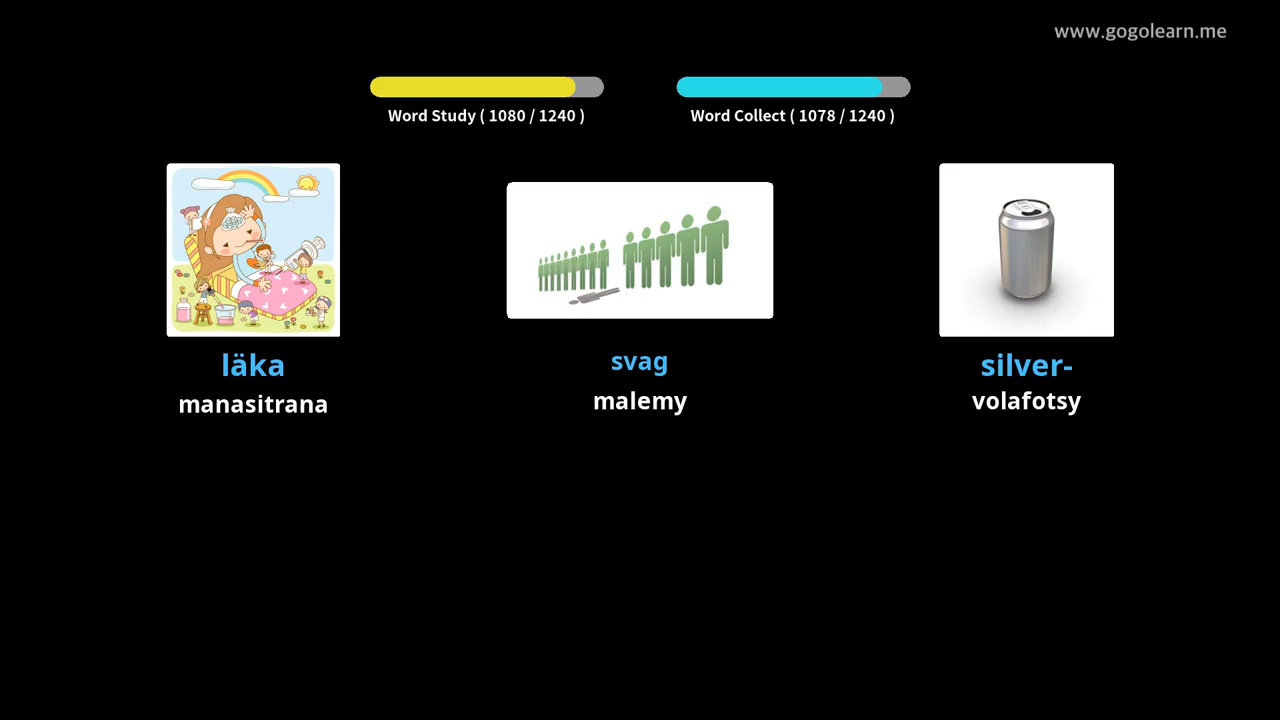 www.gogolearn.me
Word Study ( 1080 / 1240 )
Word Collect ( 1078 / 1240 )
läka
manasitrana
svag
malemy
silver-
volafotsy